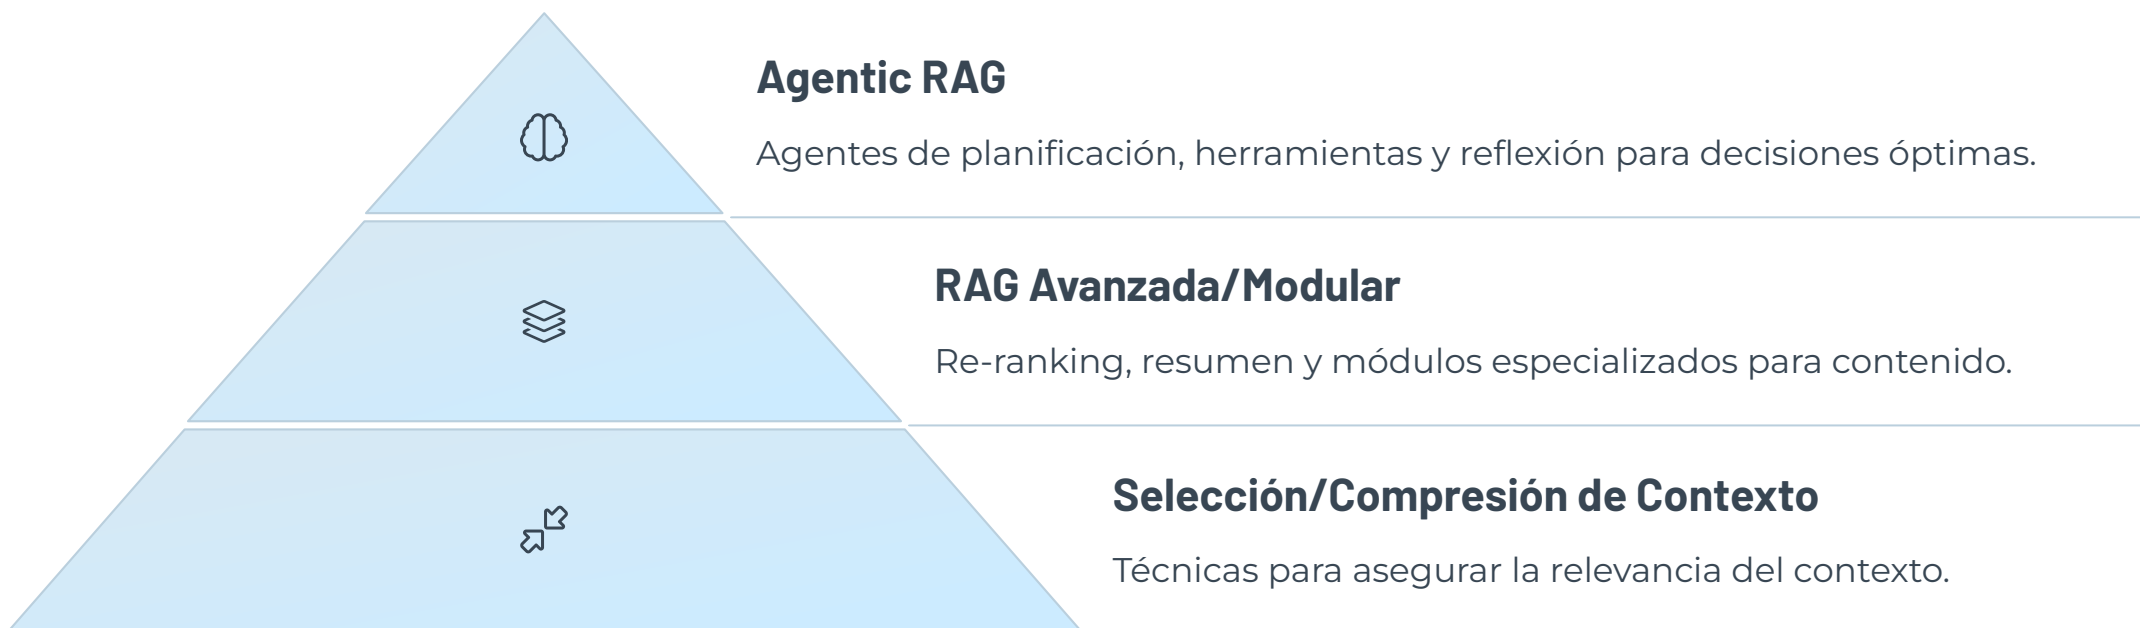 Agentic RAG
Agentes de planificación, herramientas y reflexión para decisiones óptimas.
RAG Avanzada/Modular
Re-ranking, resumen y módulos especializados para contenido.
Selección/Compresión de Contexto
Técnicas para asegurar la relevancia del contexto.